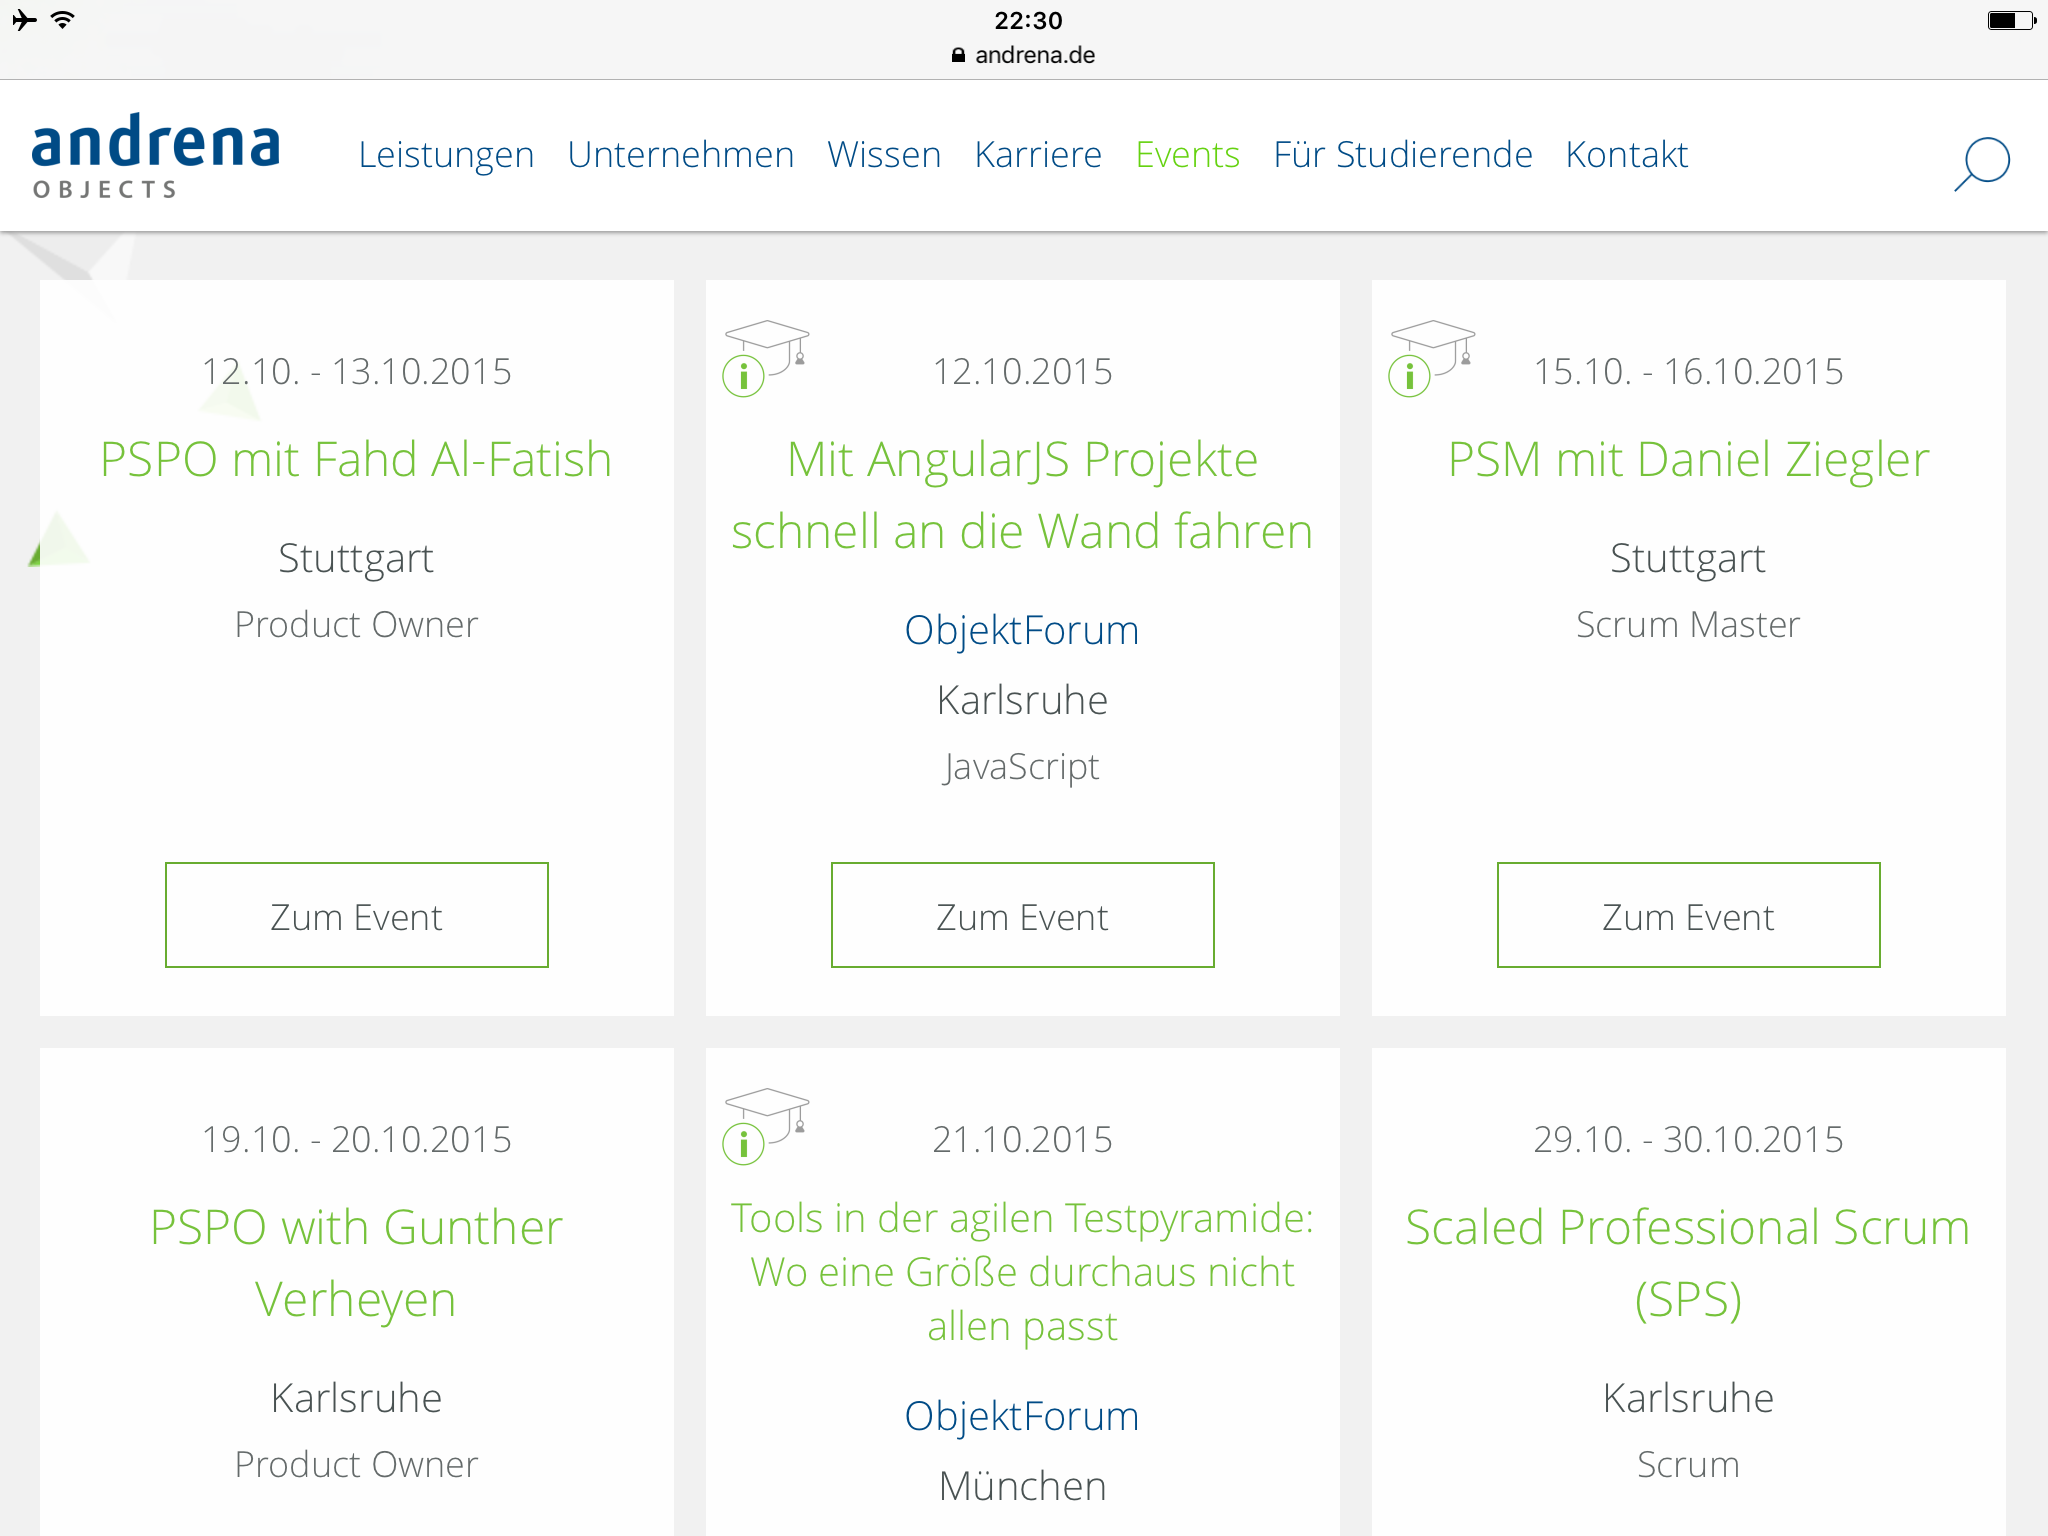 22:30
andrena.de
andrena
OBJECTS
Leistungen Unternehmen Wissen Karriere Events Für Studierende Kontakt
12.10. - 13.10.2015
PSPO mit Fahd Al-Fatish
Stuttgart
Product Owner
Zum Event
i
12.10.2015
Mit AngularJS Projekte
schnell an die Wand fahren
ObjektForum
Karlsruhe
JavaScript
Zum Event
i
15.10. - 16.10.2015
PSM mit Daniel Ziegler
Stuttgart
Scrum Master
Zum Event
19.10. - 20.10.2015
PSPO with Gunther
Verheyen
Karlsruhe
Product Owner
i
21.10.2015
Tools in der agilen Testpyramide:
Wo eine Größe durchaus nicht
allen passt
ObjektForum
München
29.10. - 30.10.2015
Scaled Professional Scrum
(SPS)
Karlsruhe
Scrum